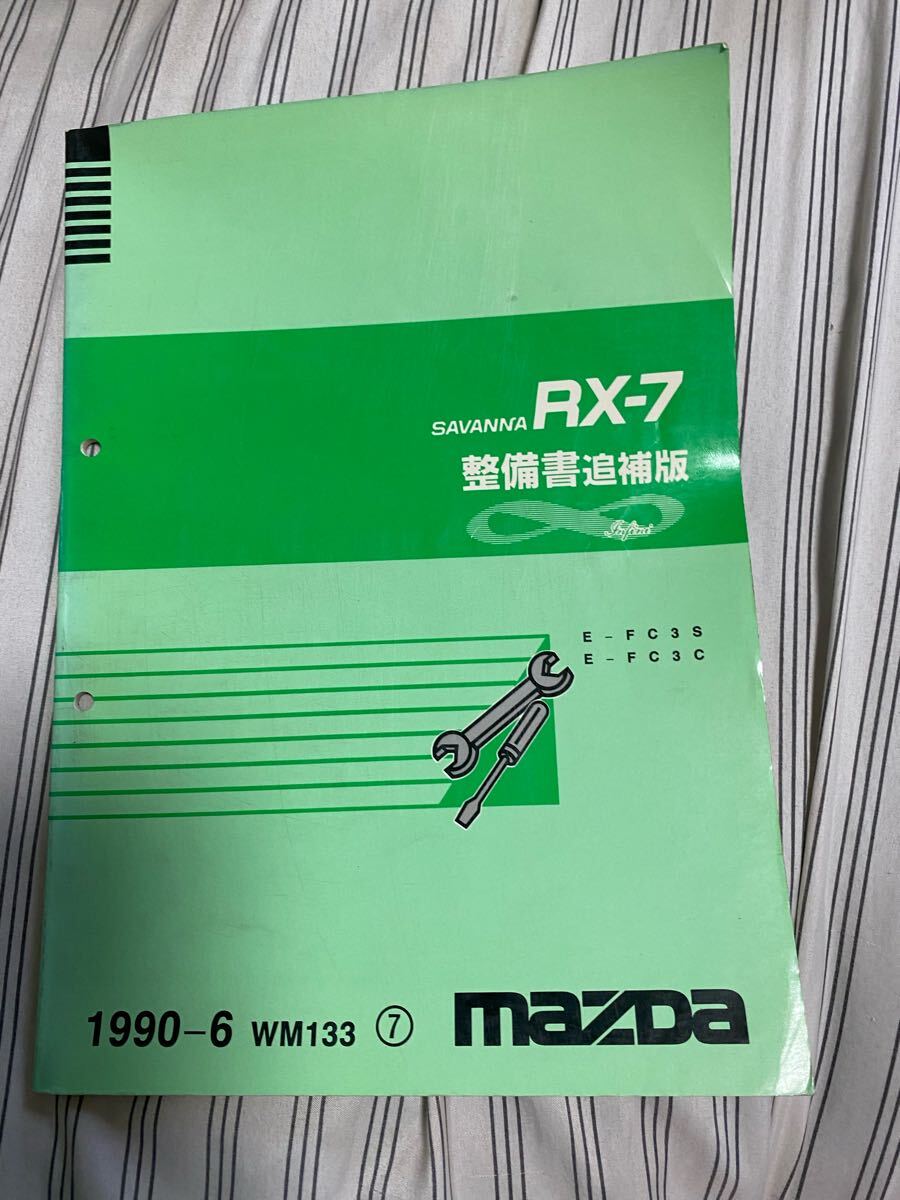 SAVANNA RX-7
整備書追補版
Infini
E-FC3S
E-FC3C
1990-6 WM133 ⑦ mazda